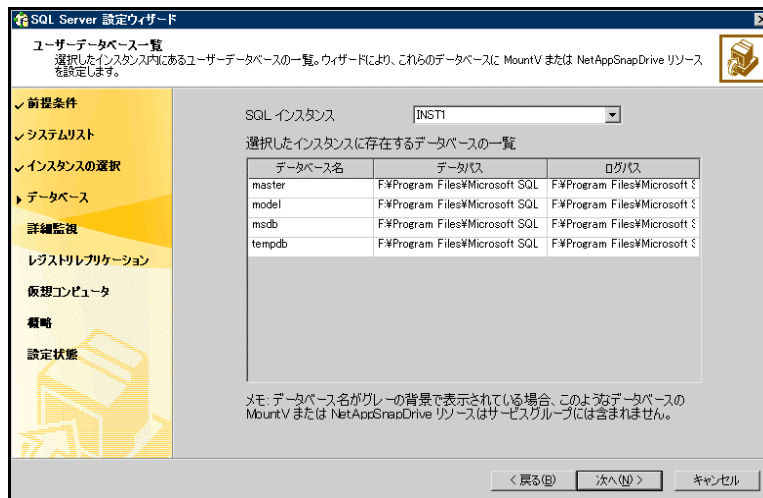 SQL Server 設定ウィザード
ユーザーデータベース一覧
選択したインスタンス内にあるユーザーデータベースの一覧。ウィザードにより、これらのデータベースに MountV または NetAppSnapDrive リソース
を設定します。
前提条件
システムリスト
インスタンスの選択
データベース
詳細監視
レジストリレプリケーション
仮想コンピュータ
概略
設定状態
SQL インスタンス INST1
選択したインスタンスに存在するデータベースの一覧
データベース名 データパス ログパス
master F:¥Program Files¥Microsoft SQL F:¥Program Files¥Microsoft S
model F:¥Program Files¥Microsoft SQL F:¥Program Files¥Microsoft S
msdb F:¥Program Files¥Microsoft SQL F:¥Program Files¥Microsoft S
tempdb F:¥Program Files¥Microsoft SQL F:¥Program Files¥Microsoft S
メモ: データベース名がグレーの背景で表示されている場合、このようなデータベースの
MountV または NetAppSnapDrive リソースはサービスグループには含まれません。
< 戻る(B) 次へ(N) > キャンセル